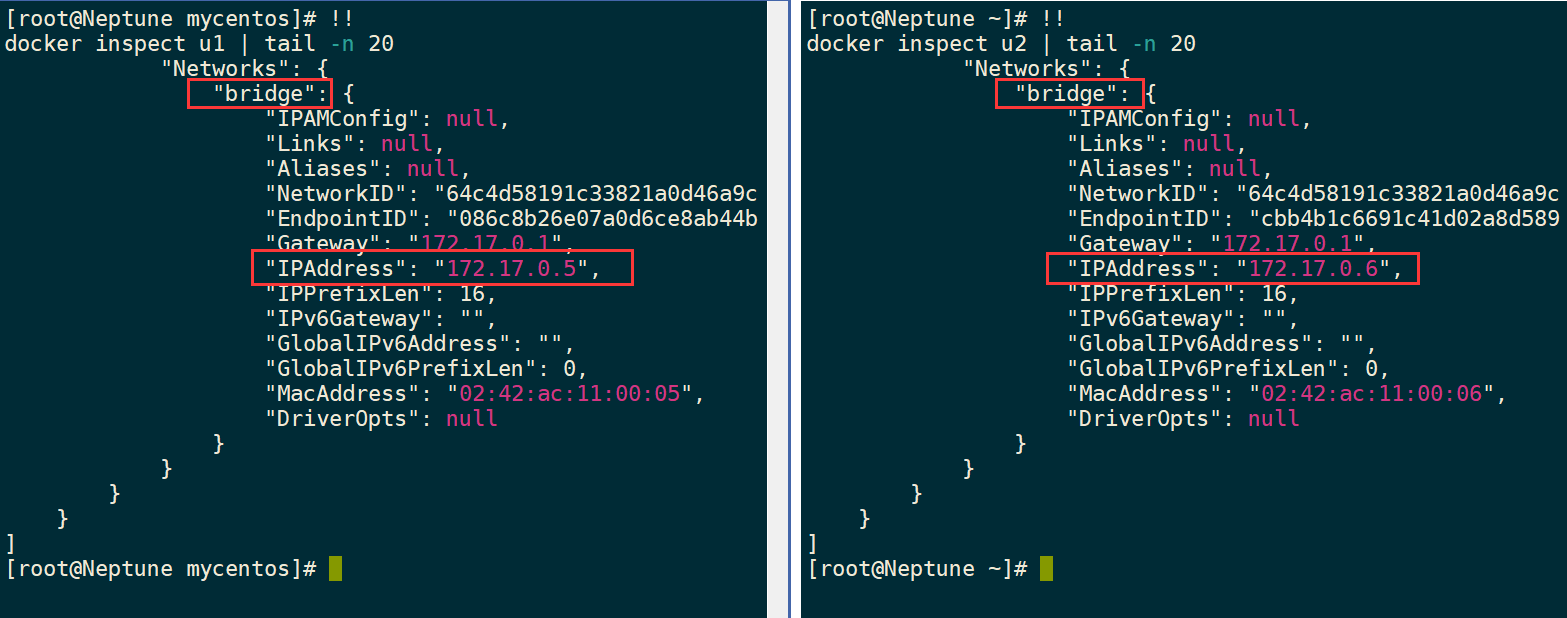 [root@Neptune mycentos]# !!
docker inspect u1 | tail -n 20
"Networks": {
"bridge": {
"IPAMConfig": null,
"Links": null,
"Aliases": null,
"NetworkID": "64c4d58191c33821a0d46a9c
"EndpointID": "086c8b26e07a0d6ce8ab44b
"Gateway": "172.17.0.1",
"IPAddress": "172.17.0.5",
"IPPrefixLen": 16,
"IPv6Gateway": "",
"GlobalIPv6Address": "",
"GlobalIPv6PrefixLen": 0,
"MacAddress": "02:42:ac:11:00:05",
"DriverOpts": null
}
}
}
}
]
[root@Neptune mycentos]#
[root@Neptune ~]# !!
docker inspect u2 | tail -n 20
"Networks": {
"bridge": {
"IPAMConfig": null,
"Links": null,
"Aliases": null,
"NetworkID": "64c4d58191c33821a0d46a9c
"EndpointID": "cbb4b1c6691c41d02a8d589
"Gateway": "172.17.0.1",
"IPAddress": "172.17.0.6",
"IPPrefixLen": 16,
"IPv6Gateway": "",
"GlobalIPv6Address": "",
"GlobalIPv6PrefixLen": 0,
"MacAddress": "02:42:ac:11:00:06",
"DriverOpts": null
}
}
}
}
]
[root@Neptune ~]#